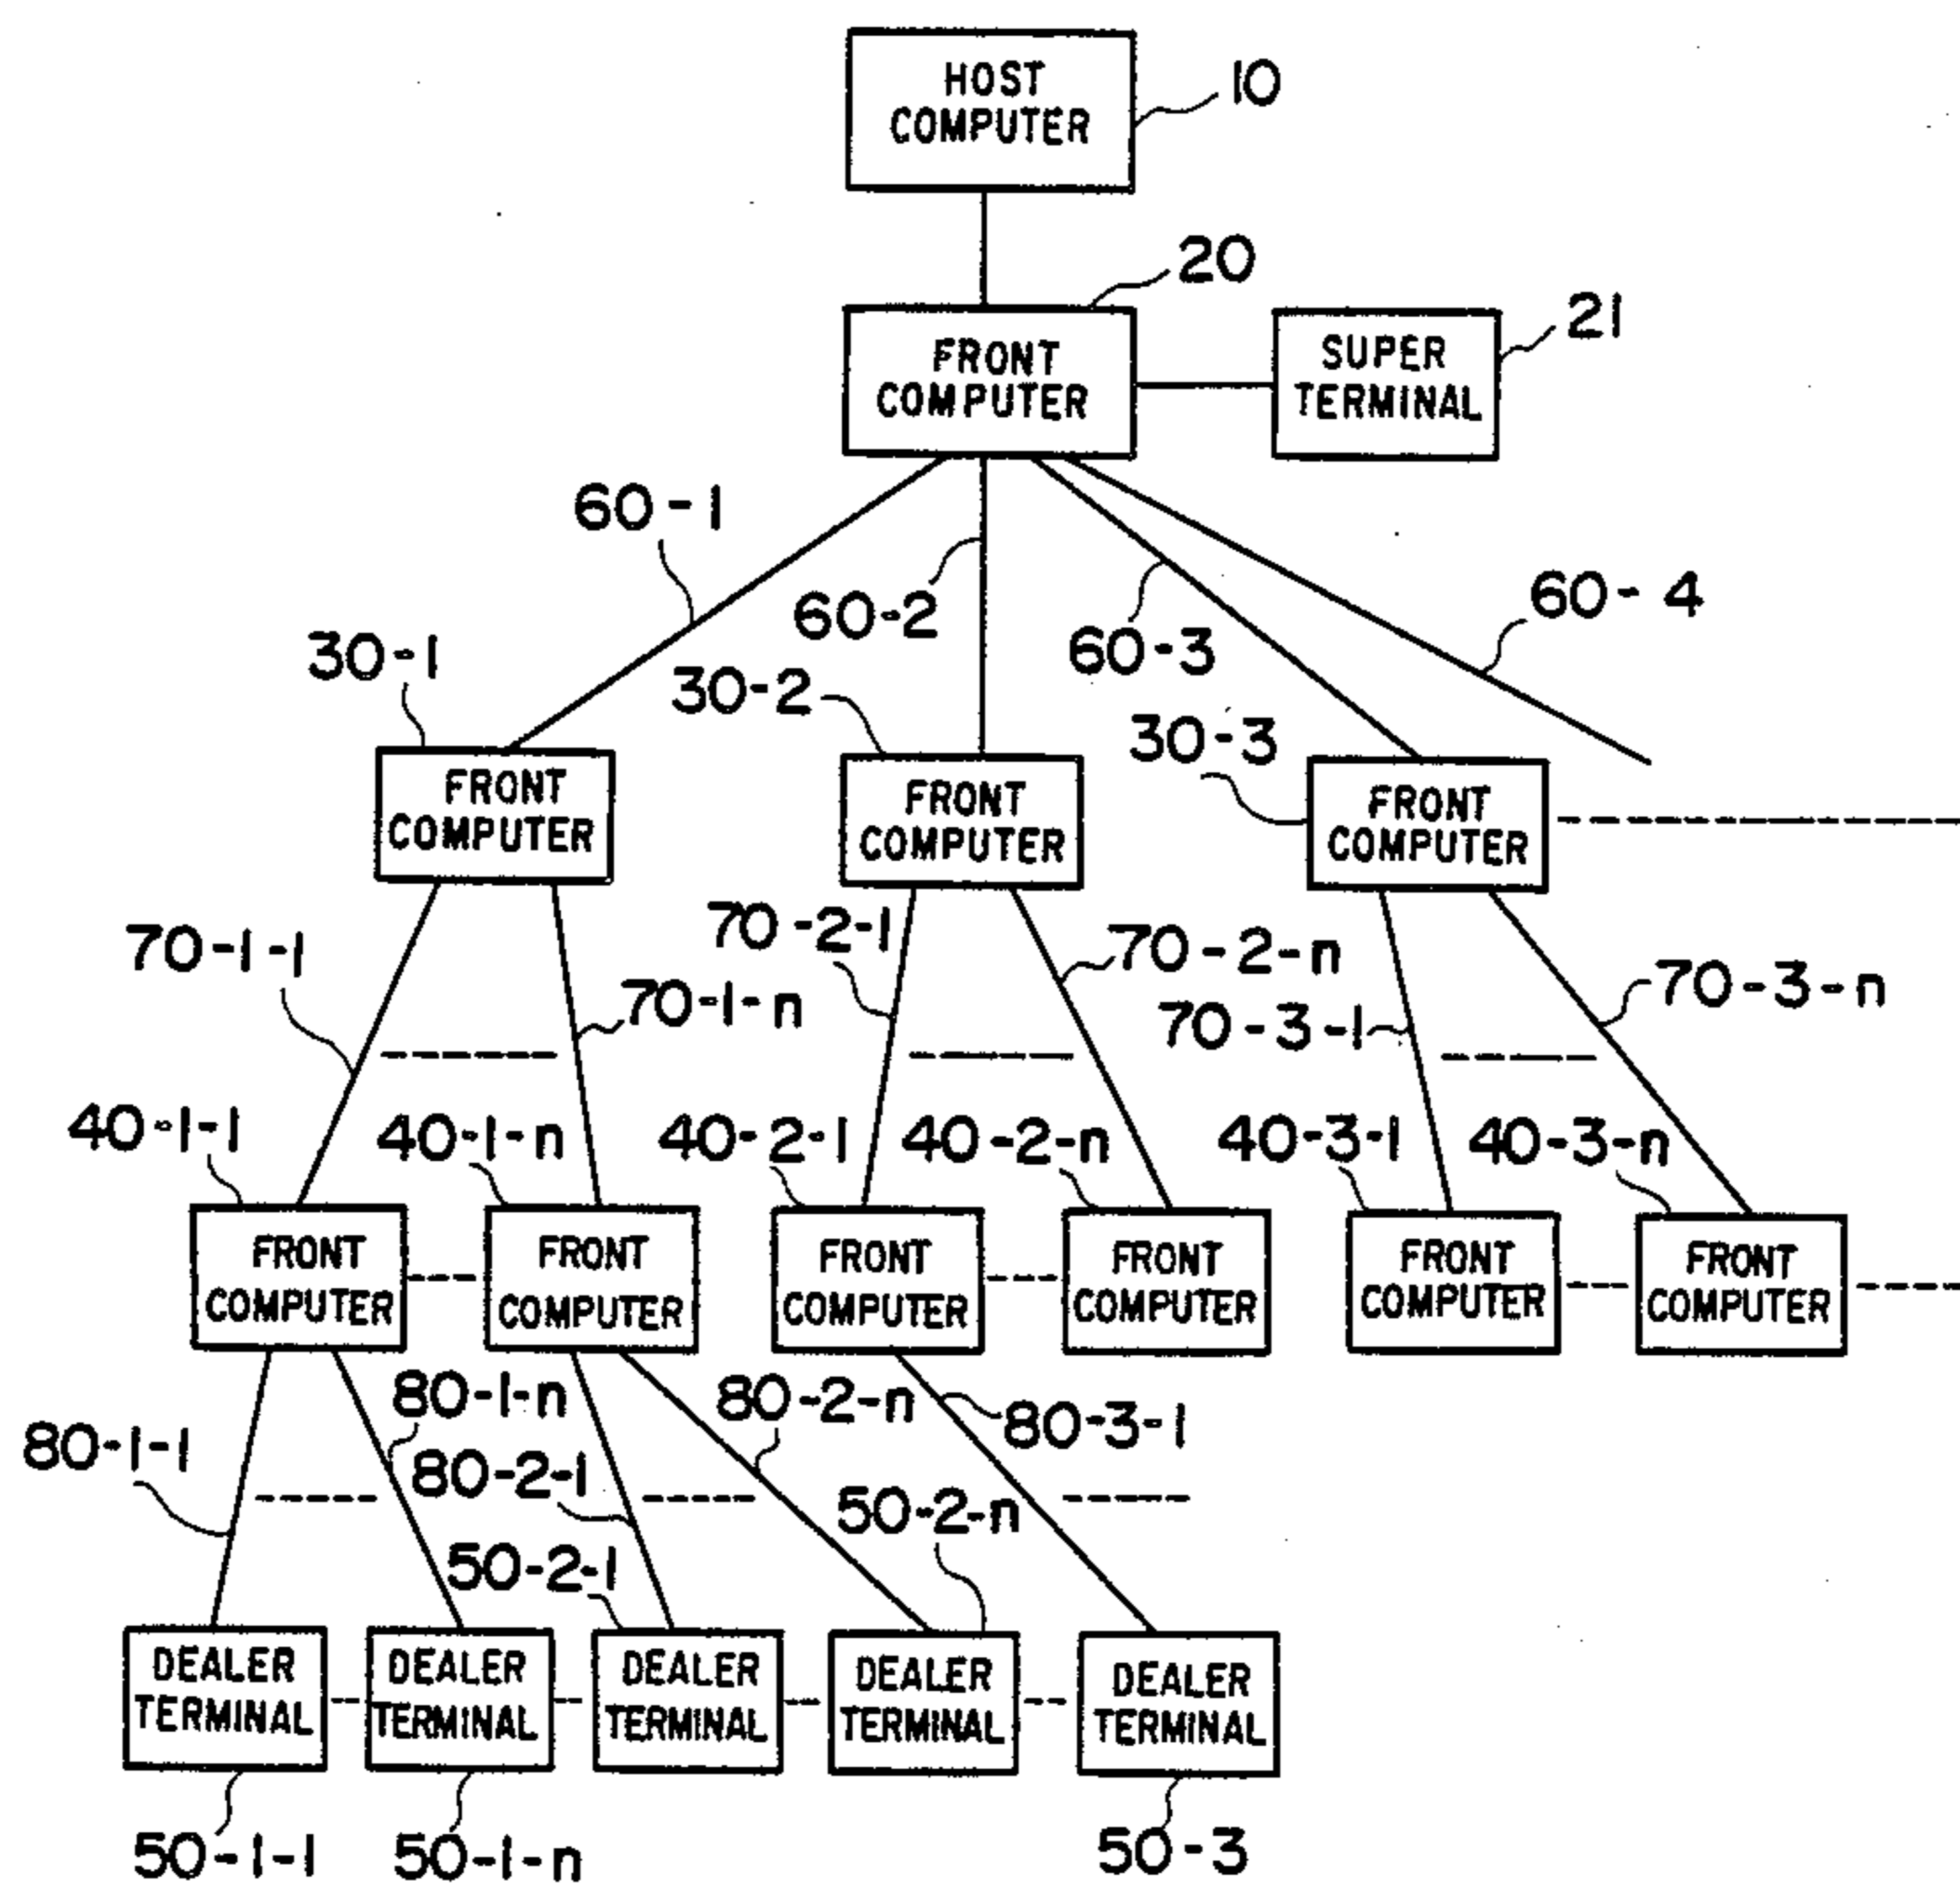 HOST
COMPUTER
10
20
FRONT
COMPUTER
21
SUPER
TERMINAL
60-1
60-2
60-3
60-4
30-1
30-2
30-3
FRONT
COMPUTER
FRONT
COMPUTER
FRONT
COMPUTER
70-1-1
70-1-n
70-2-1
70-2-n
70-3-1
70-3-n
40-1-1
40-1-n
40-2-1
40-2-n
40-3-1
40-3-n
FRONT
COMPUTER
FRONT
COMPUTER
FRONT
COMPUTER
FRONT
COMPUTER
FRONT
COMPUTER
FRONT
COMPUTER
80-1-1
80-1-n
80-2-1
80-2-n
80-3-1
50-2-1
50-2-n
DEALER
TERMINAL
DEALER
TERMINAL
DEALER
TERMINAL
DEALER
TERMINAL
DEALER
TERMINAL
50-1-1
50-1-n
50-3